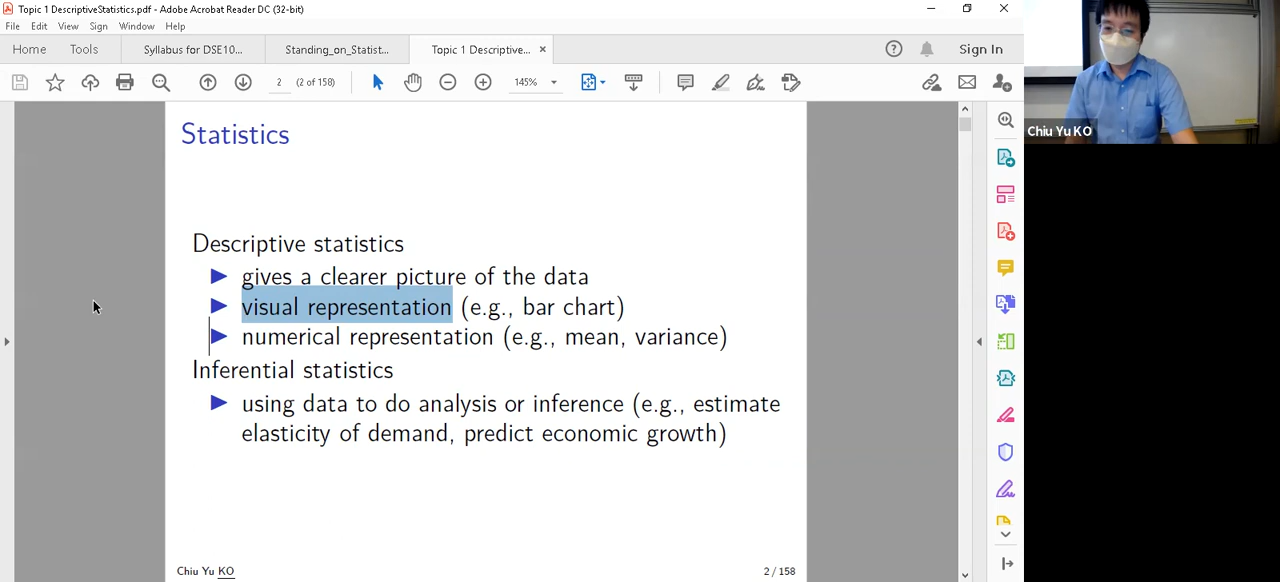 Topic 1 DescriptiveStatistics.pdf - Adobe Acrobat Reader DC (32-bit)
File Edit View Sign Window Help
Home Tools Syllabus for DSE10... Standing_on_Statist... Topic 1 Descriptive... Sign In
2 (2 of 158) 145%
Statistics
Descriptive statistics
gives a clearer picture of the data
visual representation (e.g., bar chart)
numerical representation (e.g., mean, variance)
Inferential statistics
using data to do analysis or inference (e.g., estimate
elasticity of demand, predict economic growth)
Chiu Yu KO 2 / 158
Chiu Yu KO